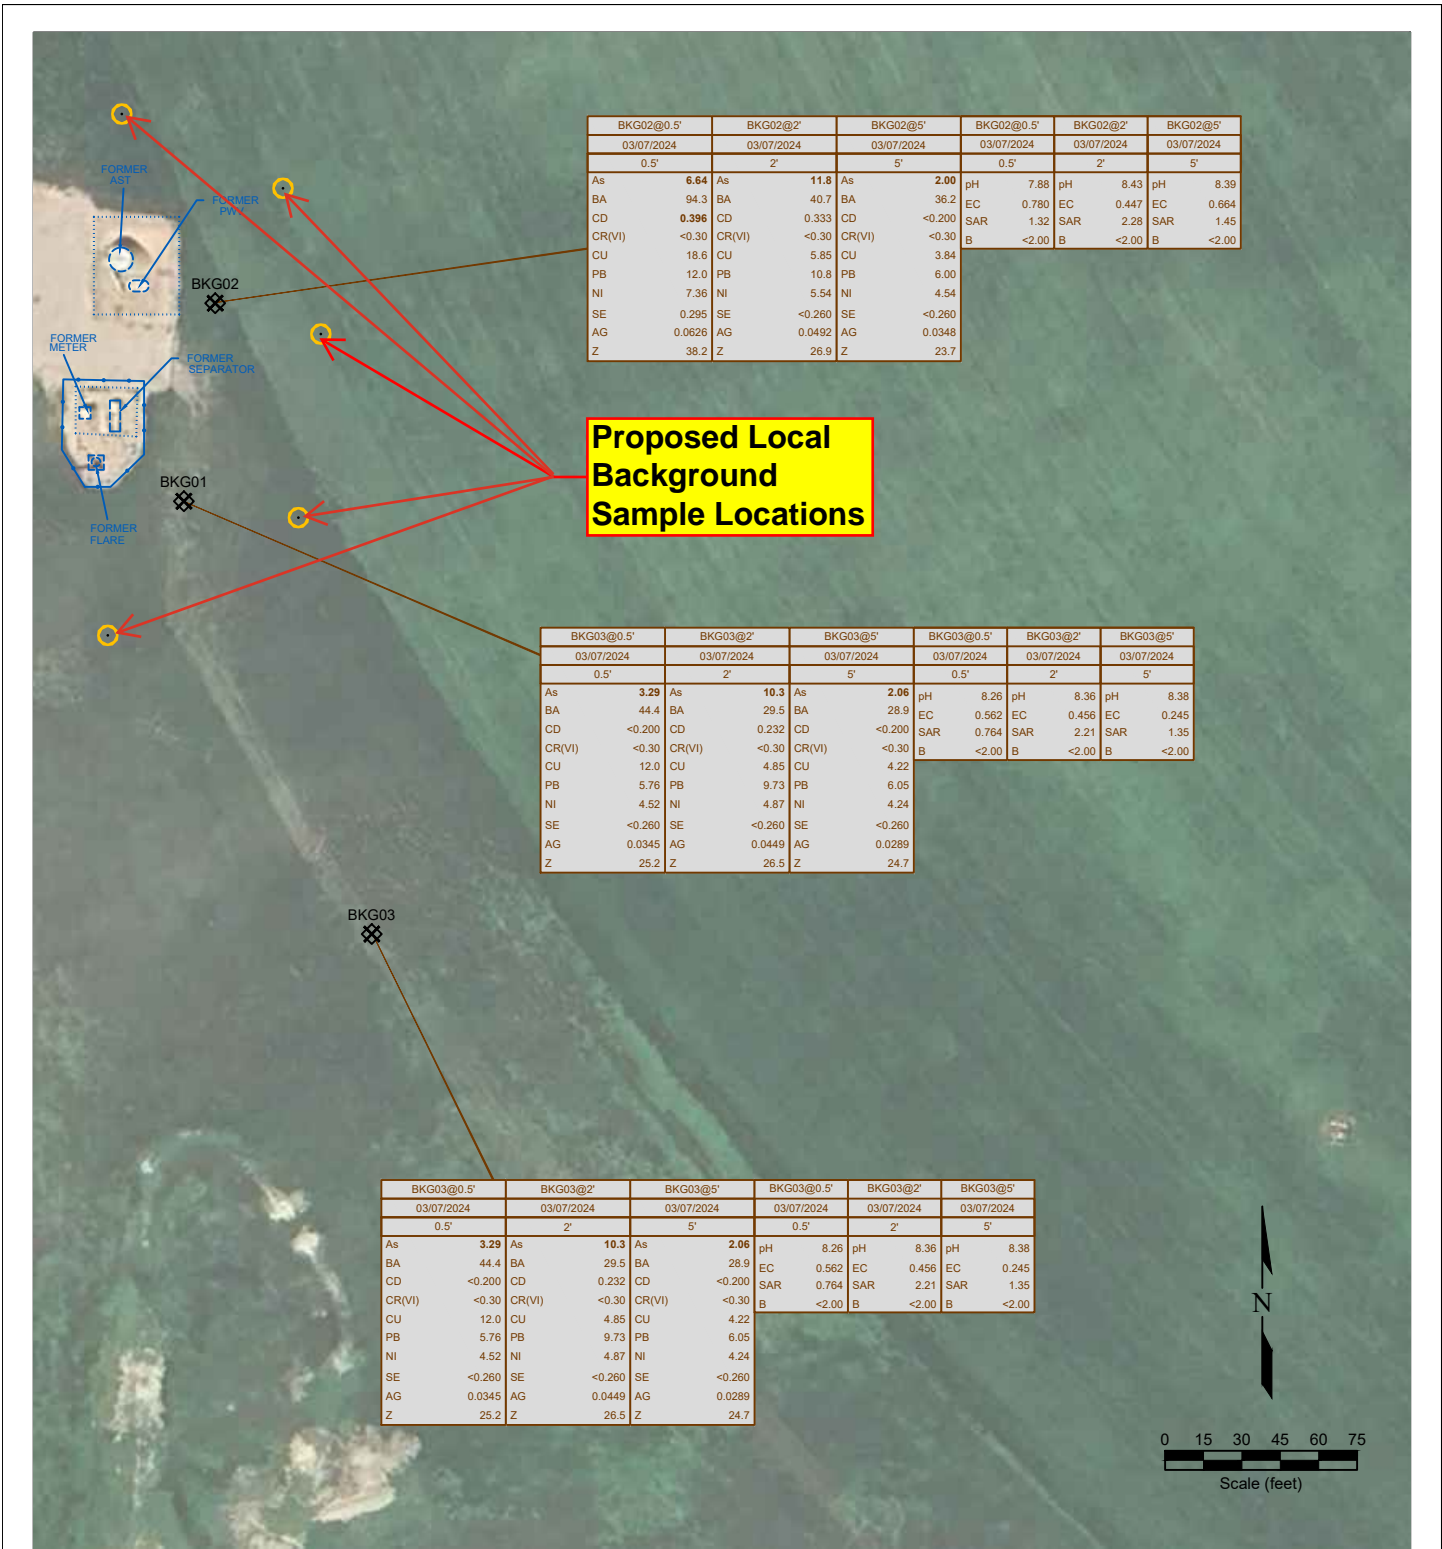 FORMER
AST
FORMER
PWV
BKG02
FORMER
METER
FORMER
SEPARATOR
BKG01
FORMER
FLARE
BKG02@0.5' BKG02@2' BKG02@5' BKG02@0.5' BKG02@2' BKG02@5'
03/07/2024 03/07/2024 03/07/2024 03/07/2024 03/07/2024 03/07/2024
0.5' 2' 5' 0.5' 2' 5'
As 6.64 As 11.8 As 2.00 pH 7.88 pH 8.43 pH 8.39
BA 94.3 BA 40.7 BA 36.2 EC 0.780 EC 0.447 EC 0.664
CD 0.396 CD 0.333 CD <0.200 SAR 1.32 SAR 2.28 SAR 1.45
CR(VI) <0.30 CR(VI) <0.30 CR(VI) <0.30 B <2.00 B <2.00 B <2.00
CU 18.6 CU 5.85 CU 3.84
PB 12.0 PB 10.8 PB 6.00
NI 7.36 NI 5.54 NI 4.54
SE 0.295 SE <0.260 SE <0.260
AG 0.0626 AG 0.0492 AG 0.0348
Z 38.2 Z 26.9 Z 23.7
Proposed Local
Background
Sample Locations
BKG03@0.5' BKG03@2' BKG03@5' BKG03@0.5' BKG03@2' BKG03@5'
03/07/2024 03/07/2024 03/07/2024 03/07/2024 03/07/2024 03/07/2024
0.5' 2' 5' 0.5' 2' 5'
As 3.29 As 10.3 As 2.06 pH 8.26 pH 8.36 pH 8.38
BA 44.4 BA 29.5 BA 28.9 EC 0.562 EC 0.456 EC 0.245
CD <0.200 CD 0.232 CD <0.200 SAR 0.764 SAR 2.21 SAR 1.35
CR(VI) <0.30 CR(VI) <0.30 CR(VI) <0.30 B <2.00 B <2.00 B <2.00
CU 12.0 CU 4.85 CU 4.22
PB 5.76 PB 9.73 PB 6.05
NI 4.52 NI 4.87 NI 4.24
SE <0.260 SE <0.260 SE <0.260
AG 0.0345 AG 0.0449 AG 0.0289
Z 25.2 Z 26.5 Z 24.7
BKG03
BKG03@0.5' BKG03@2' BKG03@5' BKG03@0.5' BKG03@2' BKG03@5'
03/07/2024 03/07/2024 03/07/2024 03/07/2024 03/07/2024 03/07/2024
0.5' 2' 5' 0.5' 2' 5'
As 3.29 As 10.3 As 2.06 pH 8.26 pH 8.36 pH 8.38
BA 44.4 BA 29.5 BA 28.9 EC 0.562 EC 0.456 EC 0.245
CD <0.200 CD 0.232 CD <0.200 SAR 0.764 SAR 2.21 SAR 1.35
CR(VI) <0.30 CR(VI) <0.30 CR(VI) <0.30 B <2.00 B <2.00 B <2.00
CU 12.0 CU 4.85 CU 4.22
PB 5.76 PB 9.73 PB 6.05
NI 4.52 NI 4.87 NI 4.24
SE <0.260 SE <0.260 SE <0.260
AG 0.0345 AG 0.0449 AG 0.0289
Z 25.2 Z 26.5 Z 24.7
N
0 15 30 45 60 75
Scale (feet)